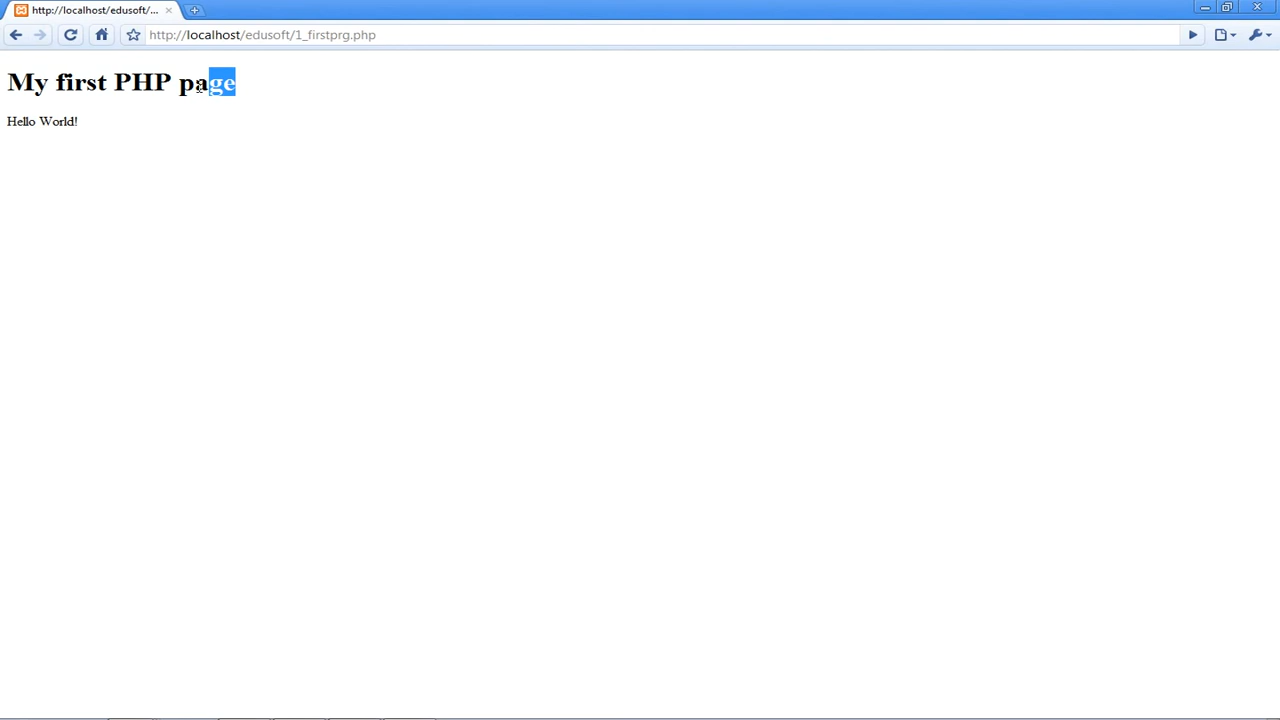 http://localhost/edusoft/...
http://localhost/edusoft/1_firstprg.php
My first PHP page
Hello World!